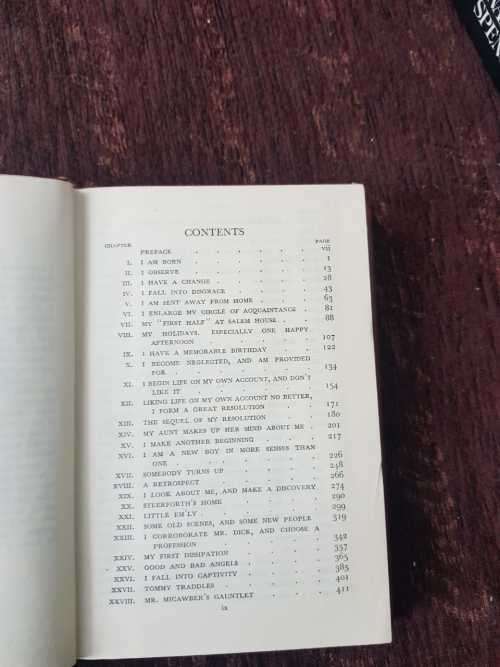 SPEN
CONTENTS
CHAPTER PAGE
PREFACE . . . . . . vii
I. I AM BORN . . . . . 1
II. I OBSERVE . . . . . 13
III. I HAVE A CHANGE . . . . . 28
IV. I FALL INTO DISGRACE . . . . 43
V. I AM SENT AWAY FROM HOME . . . 63
VI. I ENLARGE MY CIRCLE OF ACQUAINTANCE . 81
VII. MY "FIRST HALF" AT SALEM HOUSE . . 88
VIII. MY HOLIDAYS. ESPECIALLY ONE HAPPY
AFTERNOON . . . . . 107
IX. I HAVE A MEMORABLE BIRTHDAY . . . 122
X. I BECOME NEGLECTED, AND AM PROVIDED
FOR . . . . . . 134
XI. I BEGIN LIFE ON MY OWN ACCOUNT, AND DON'T
LIKE IT . . . . . 154
XII. LIKING LIFE ON MY OWN ACCOUNT NO BETTER,
I FORM A GREAT RESOLUTION . . . 171
XIII. THE SEQUEL OF MY RESOLUTION . . . 180
XIV. MY AUNT MAKES UP HER MIND ABOUT ME . 201
XV. I MAKE ANOTHER BEGINNING . . . 217
XVI. I AM A NEW BOY IN MORE SENSES THAN
ONE . . . . . . 226
XVII. SOMEBODY TURNS UP . . . . 248
XVIII. A RETROSPECT . . . . . 266
XIX. I LOOK ABOUT ME, AND MAKE A DISCOVERY 274
XX. STEERFORTH'S HOME . . . . 290
XXI. LITTLE EM'LY . . . . . 299
XXII. SOME OLD SCENES, AND SOME NEW PEOPLE 319
XXIII. I CORROBORATE MR. DICK, AND CHOOSE A
PROFESSION . . . . . 342
XXIV. MY FIRST DISSIPATION . . . . 357
XXV. GOOD AND BAD ANGELS . . . . 365
XXVI. I FALL INTO CAPTIVITY . . . . 385
XXVII. TOMMY TRADDLES . . . . . 401
XXVIII. MR. MICAWBER'S GAUNTLET . . . 411
ix